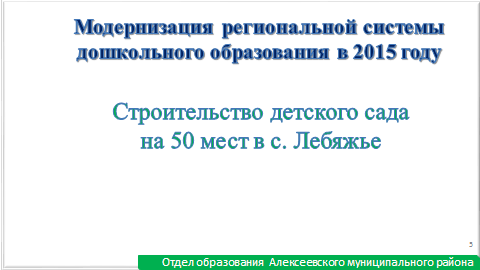 Модернизация региональной системы
дошкольного образования в 2015 году
Строительство детского сада
на 50 мест в с. Лебяжье
5
Отдел образования Алексеевского муниципального района